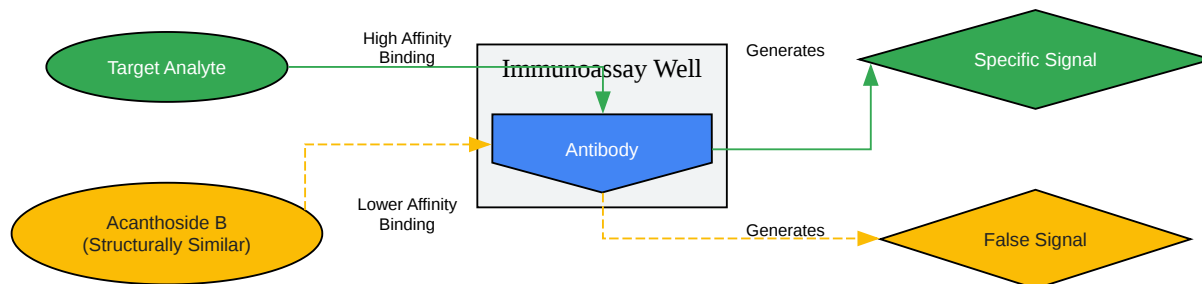 Target Analyte
High Affinity
Binding
Immunoassay Well
Generates
Specific Signal
Antibody
Acanthoside B
(Structurally Similar)
Lower Affinity
Binding
Generates
False Signal